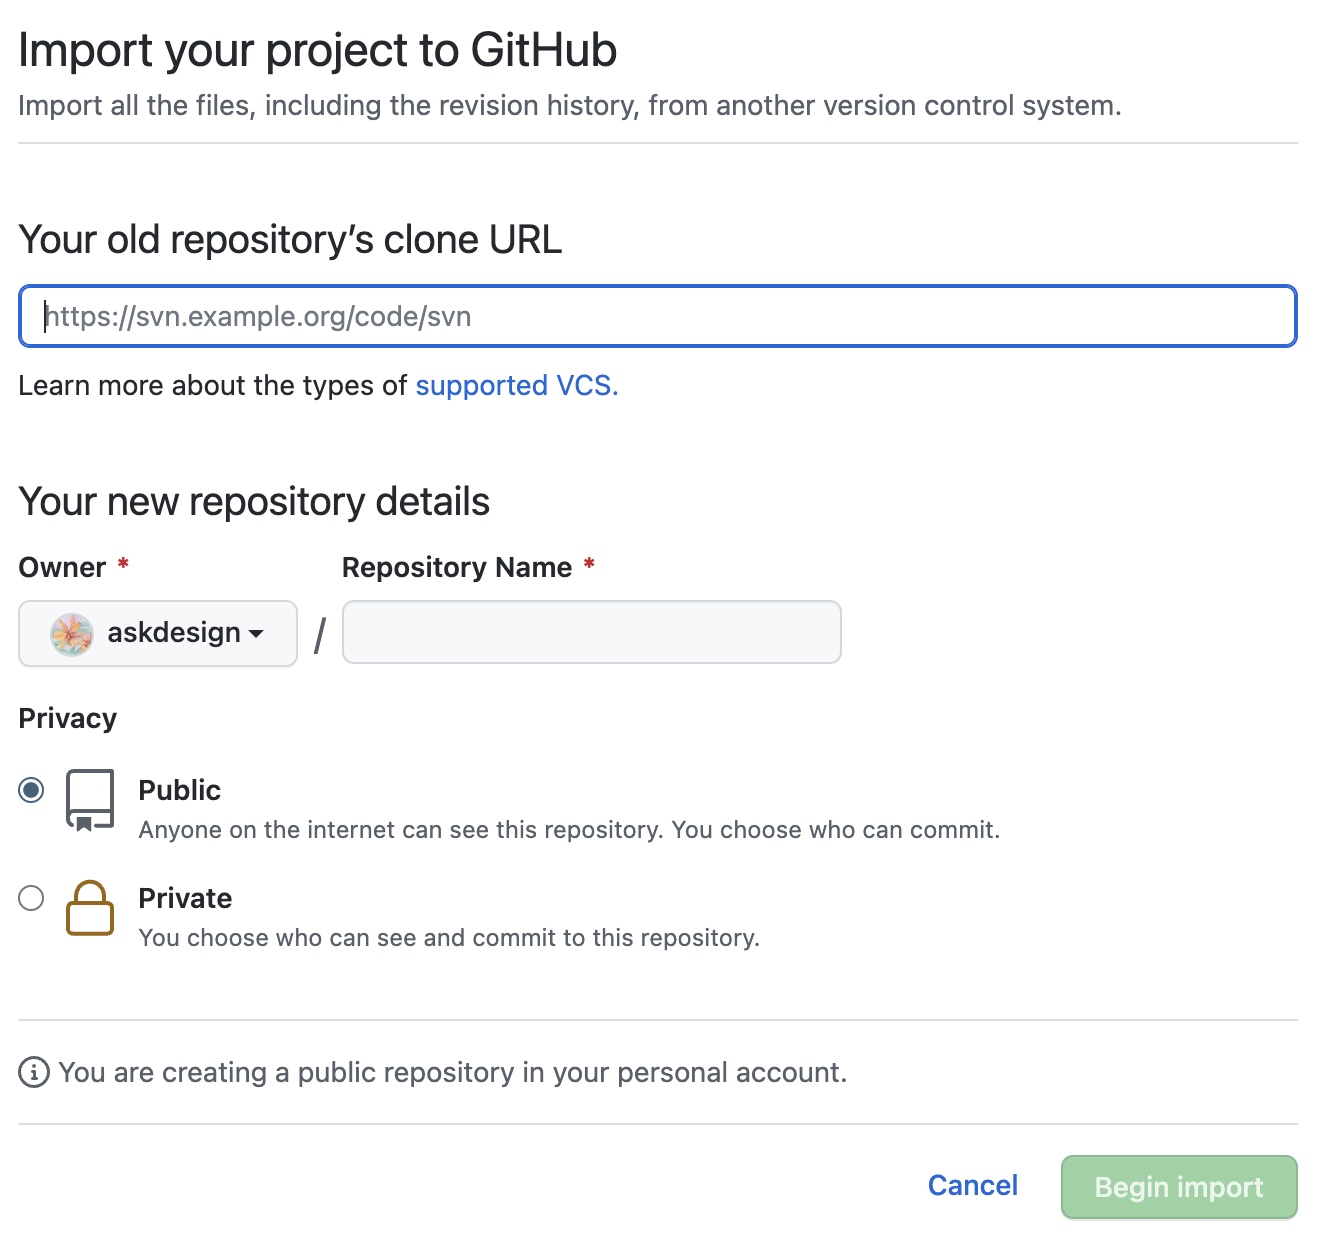 Import your project to GitHub
Import all the files, including the revision history, from another version control system.
Your old repository’s clone URL
https://svn.example.org/code/svn
Learn more about the types of supported VCS.
Your new repository details
Owner * Repository Name *
askdesign /
Privacy
Public
Anyone on the internet can see this repository. You choose who can commit.
Private
You choose who can see and commit to this repository.
You are creating a public repository in your personal account.
Cancel Begin import